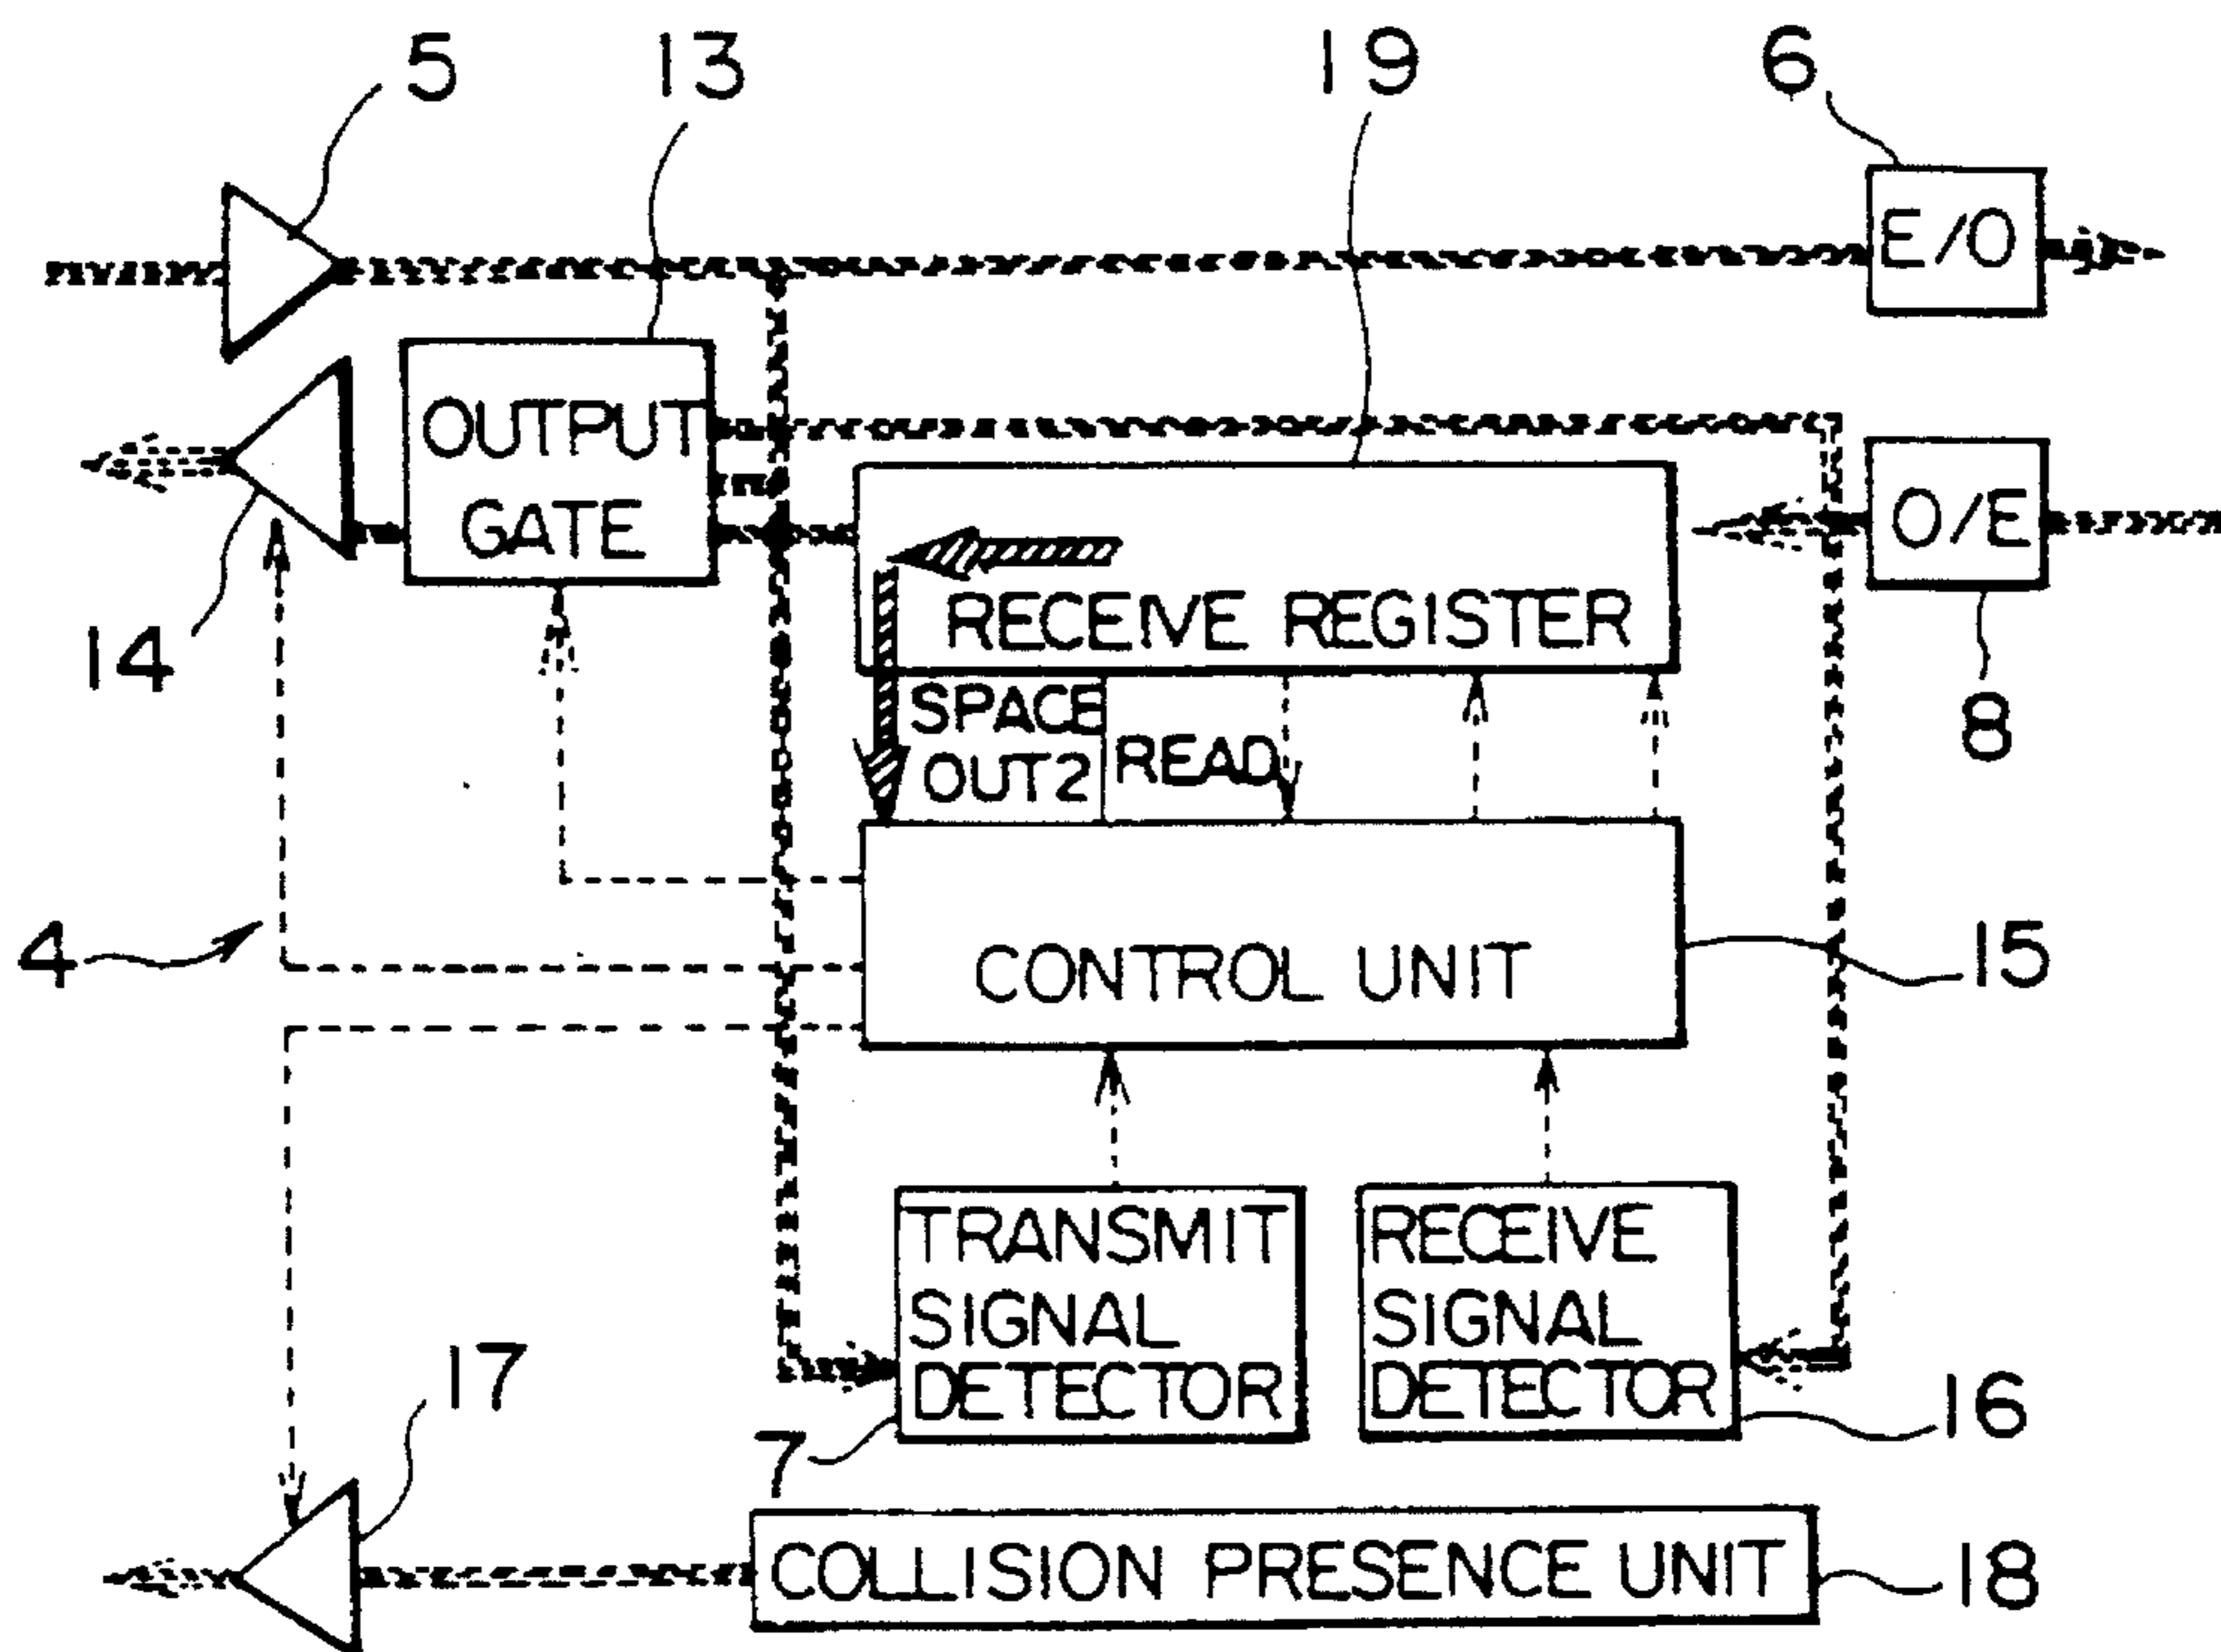 5
13
19
6
E/O
OUTPUT
GATE
O/E
RECEIVE REGISTER
14
SPACE
OUT2
READ
8
4
CONTROL UNIT
15
TRANSMIT
SIGNAL
DETECTOR
RECEIVE
SIGNAL
DETECTOR
17
7
16
COLLISION PRESENCE UNIT
18